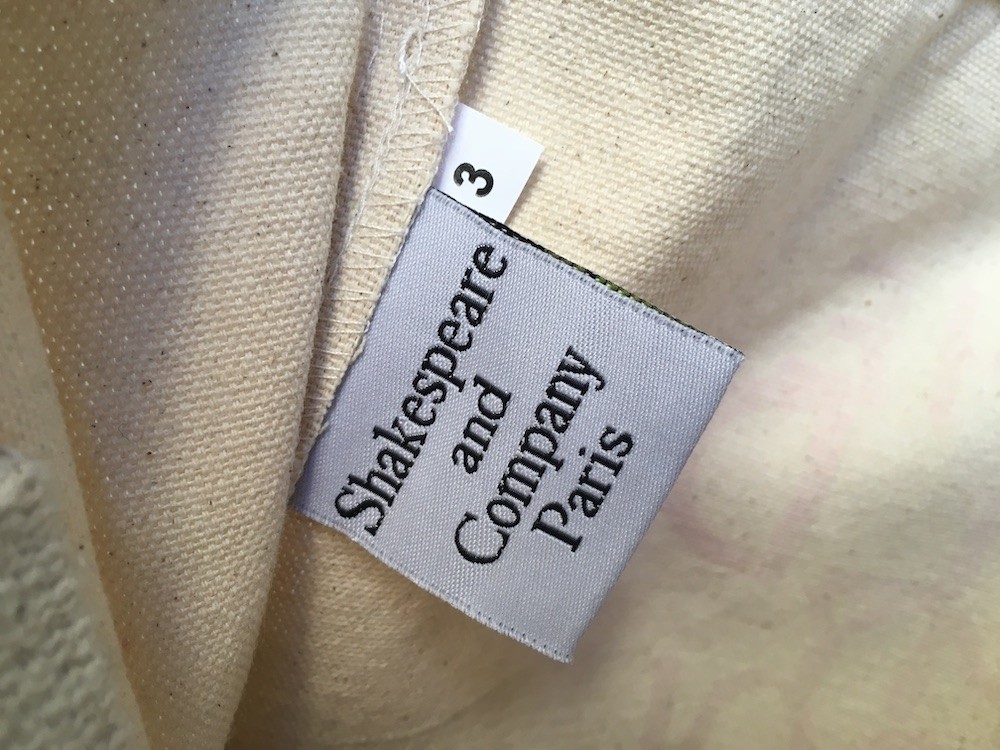 3
Shakespeare
and
Company
Paris